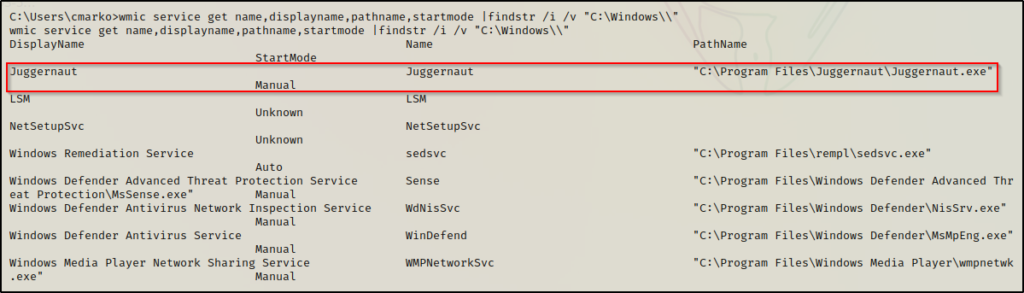 C:\Users\cmarko>wmic service get name,displayname,pathname,startmode |findstr /i /v "C:\Windows\\"
wmic service get name,displayname,pathname,startmode |findstr /i /v "C:\Windows\\"
DisplayName Name PathName
StartMode
Juggernaut Juggernaut "C:\Program Files\Juggernaut\Juggernaut.exe"
Manual
LSM LSM
Unknown
NetSetupSvc NetSetupSvc
Unknown
Windows Remediation Service sedsvc "C:\Program Files\rempl\sedsvc.exe"
Auto
Windows Defender Advanced Threat Protection Service Sense "C:\Program Files\Windows Defender Advanced Thr
eat Protection\MsSense.exe" Manual
Windows Defender Antivirus Network Inspection Service WdNisSvc "C:\Program Files\Windows Defender\NisSrv.exe"
Manual
Windows Defender Antivirus Service WinDefend "C:\Program Files\Windows Defender\MsMpEng.exe"
Manual
Windows Media Player Network Sharing Service WMPNetworkSvc "C:\Program Files\Windows Media Player\wmpnetwk
.exe" Manual